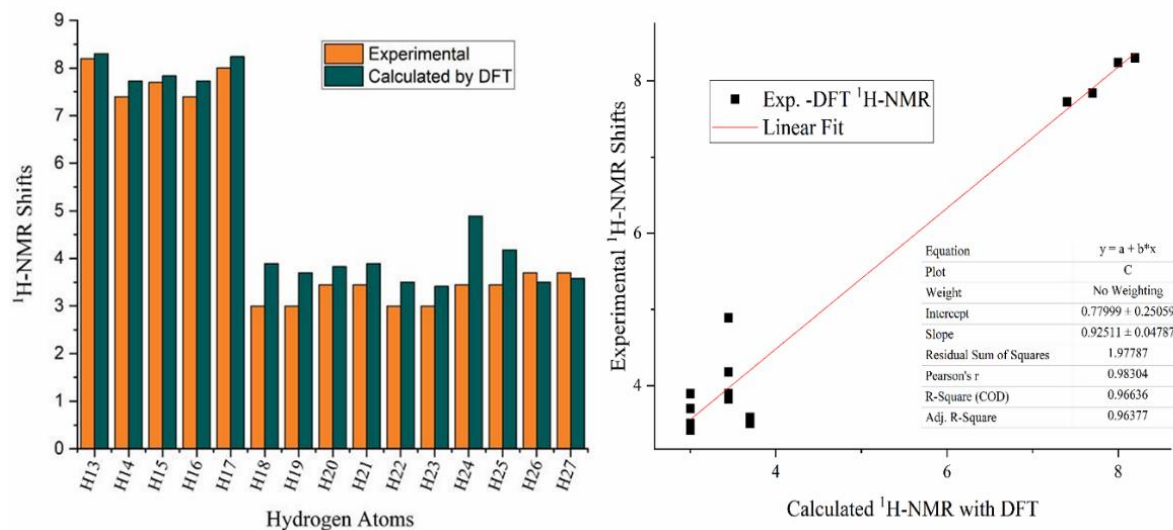 9
8
7
6
5
4
3
2
1
0
¹H-NMR Shifts
Experimental
Calculated by DFT
H13 H14 H15 H16 H17 H18 H19 H20 H21 H22 H23 H24 H25 H26 H27
Hydrogen Atoms
8
6
4
Experimental ¹H-NMR Shifts
Exp. -DFT ¹H-NMR
Linear Fit
Equation y = a + b*x
Plot C
Weight No Weighting
Intercept 0.77999 ± 0.25059
Slope 0.92511 ± 0.04787
Residual Sum of Squares 1.97787
Pearson's r 0.98304
R-Square (COD) 0.96636
Adj. R-Square 0.96377
4 6 8
Calculated ¹H-NMR with DFT